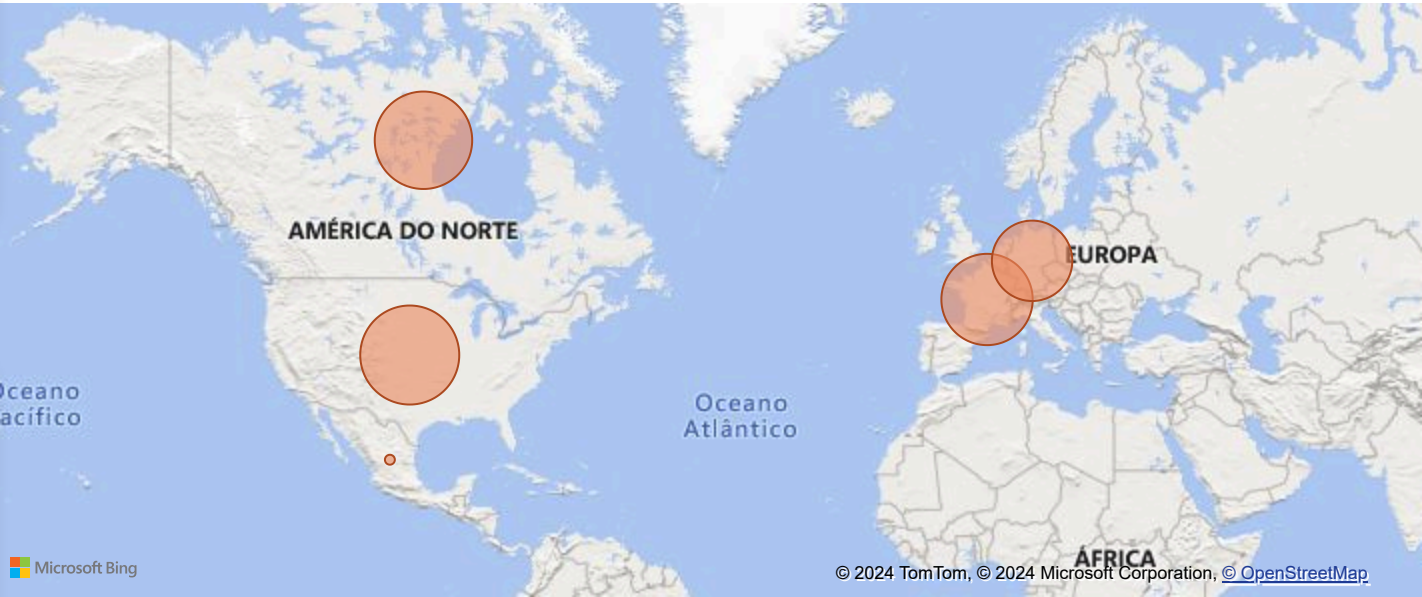 AMÉRICA DO NORTE
EUROPA
Oceano
acífico
Oceano
Atlântico
ÁFRICA
Microsoft Bing
© 2024 TomTom, © 2024 Microsoft Corporation, © OpenStreetMap